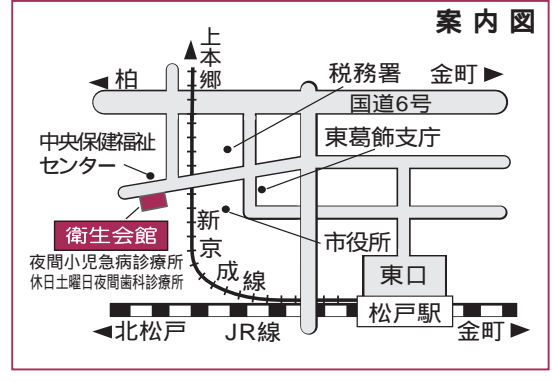 案内図
上本郷
柏
税務署
金町
国道6号
中央保健福祉
センター
東葛飾支庁
衛生会館
夜間小児急病診療所
休日土曜日夜間歯科診療所
新京成線
市役所
東口
松戸駅
北松戸
JR線
金町